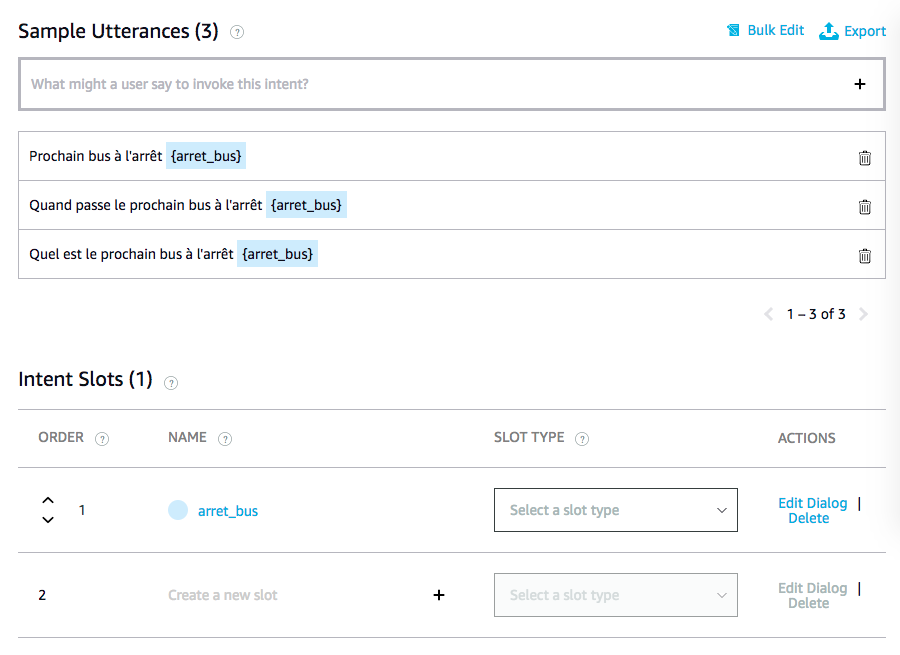 Sample Utterances (3) ?
Bulk Edit Export
What might a user say to invoke this intent? +
Prochain bus à l'arrêt {arret_bus}
Quand passe le prochain bus à l'arrêt {arret_bus}
Quel est le prochain bus à l'arrêt {arret_bus}
< 1 – 3 of 3 >
Intent Slots (1) ?
ORDER ? NAME ? SLOT TYPE ? ACTIONS
1 arret_bus Select a slot type Edit Dialog |
Delete
2 Create a new slot + Select a slot type Edit Dialog |
Delete